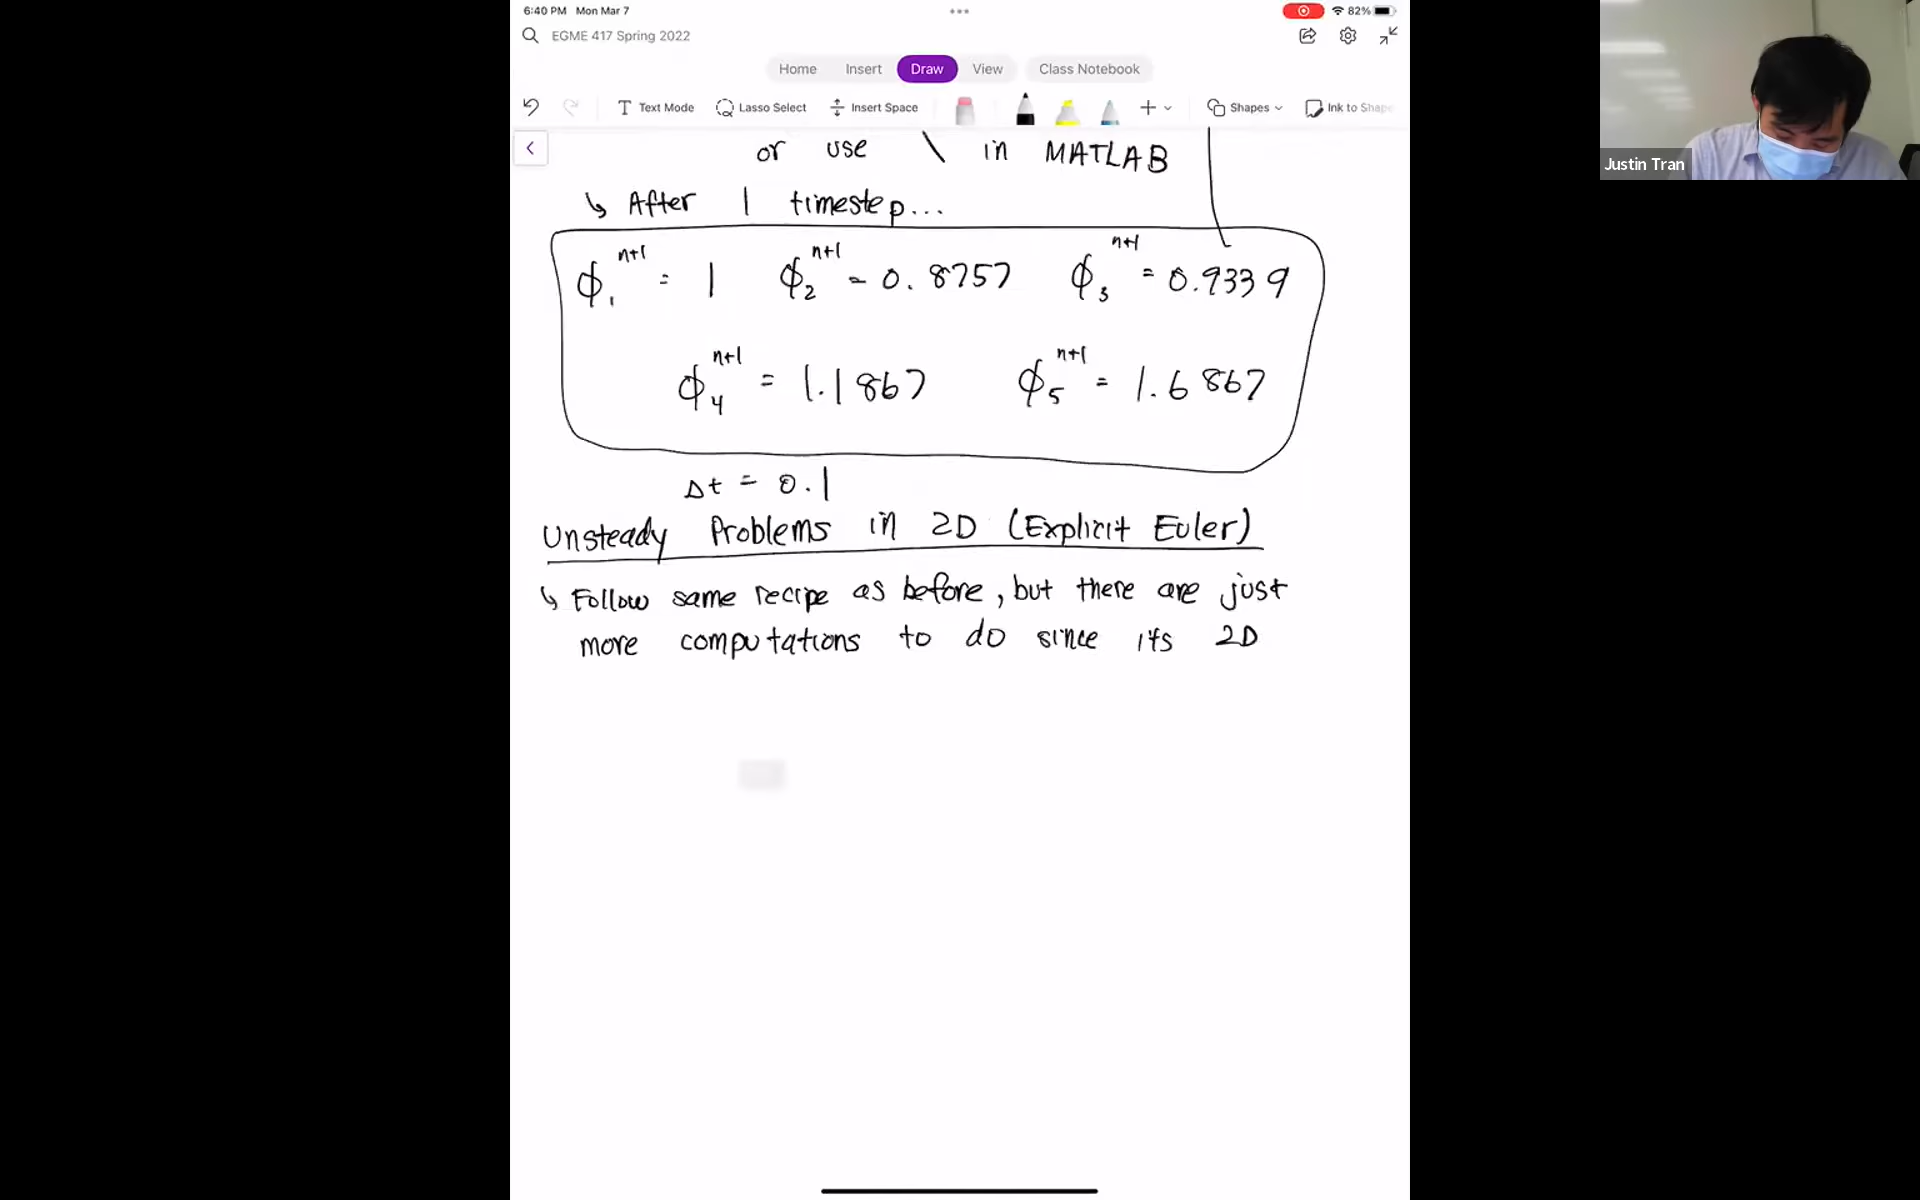 6:40 PM Mon Mar 7
82%
EGME 417 Spring 2022
Home Insert Draw View Class Notebook
Text Mode Lasso Select Insert Space Shapes Ink to Shape
Justin Tran
or use \ in MATLAB
↳ After 1 timestep...
ϕ₁ⁿ⁺¹ = 1 ϕ₂ⁿ⁺¹ = 0.8757 ϕ₃ⁿ⁺¹ = 0.9339
ϕ₄ⁿ⁺¹ = 1.1867 ϕ₅ⁿ⁺¹ = 1.6867
Δt = 0.1
Unsteady Problems in 2D (Explicit Euler)
↳ Follow same recipe as before, but there are just
more computations to do since its 2D